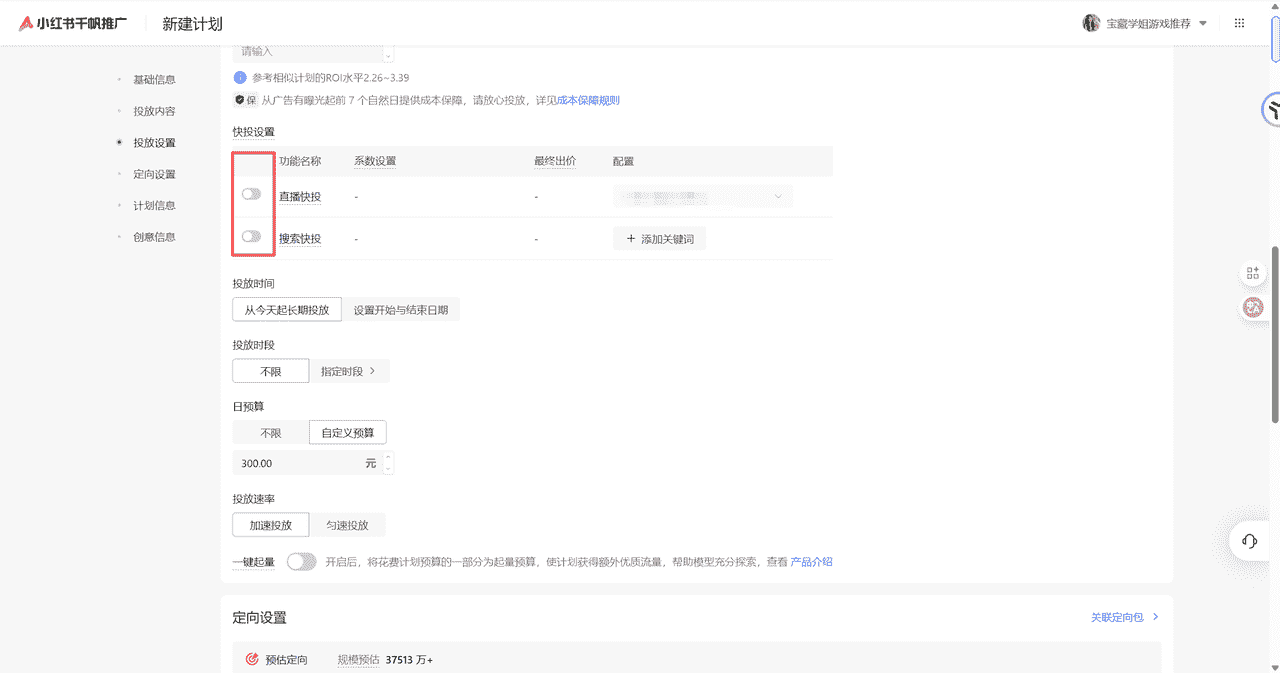 小红书千帆推广 新建计划 宝藏学姐游戏推荐
请输入
基础信息
投放内容
投放设置
定向设置
计划信息
创意信息
参考相似计划的ROI水平2.26~3.39
保 从广告有曝光起前 7 个自然日提供成本保障，请放心投放，详见成本保障规则
快投设置
功能名称 系数设置 最终出价 配置
直播快投 - -
搜索快投 - - + 添加关键词
投放时间
从今天起长期投放 设置开始与结束日期
投放时段
不限 指定时段
日预算
不限 自定义预算
300.00 元
投放速率
加速投放 匀速投放
一键起量 开启后，将花费计划预算的一部分为起量预算，使计划获得额外优质流量，帮助模型充分探索，查看 产品介绍
定向设置 关联定向包
预估定向 规模预估 37513 万+